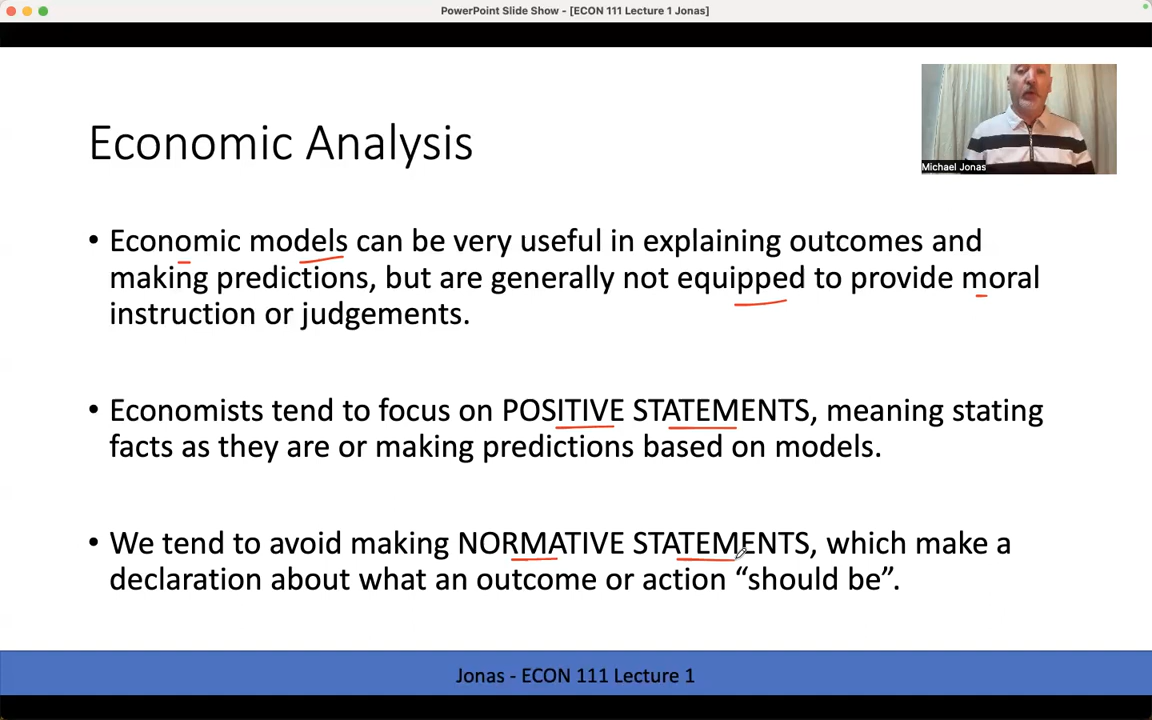 PowerPoint Slide Show - [ECON 111 Lecture 1 Jonas]
Michael Jonas
Economic Analysis
• Economic models can be very useful in explaining outcomes and
making predictions, but are generally not equipped to provide moral
instruction or judgements.
• Economists tend to focus on POSITIVE STATEMENTS, meaning stating
facts as they are or making predictions based on models.
• We tend to avoid making NORMATIVE STATEMENTS, which make a
declaration about what an outcome or action “should be”.
Jonas - ECON 111 Lecture 1